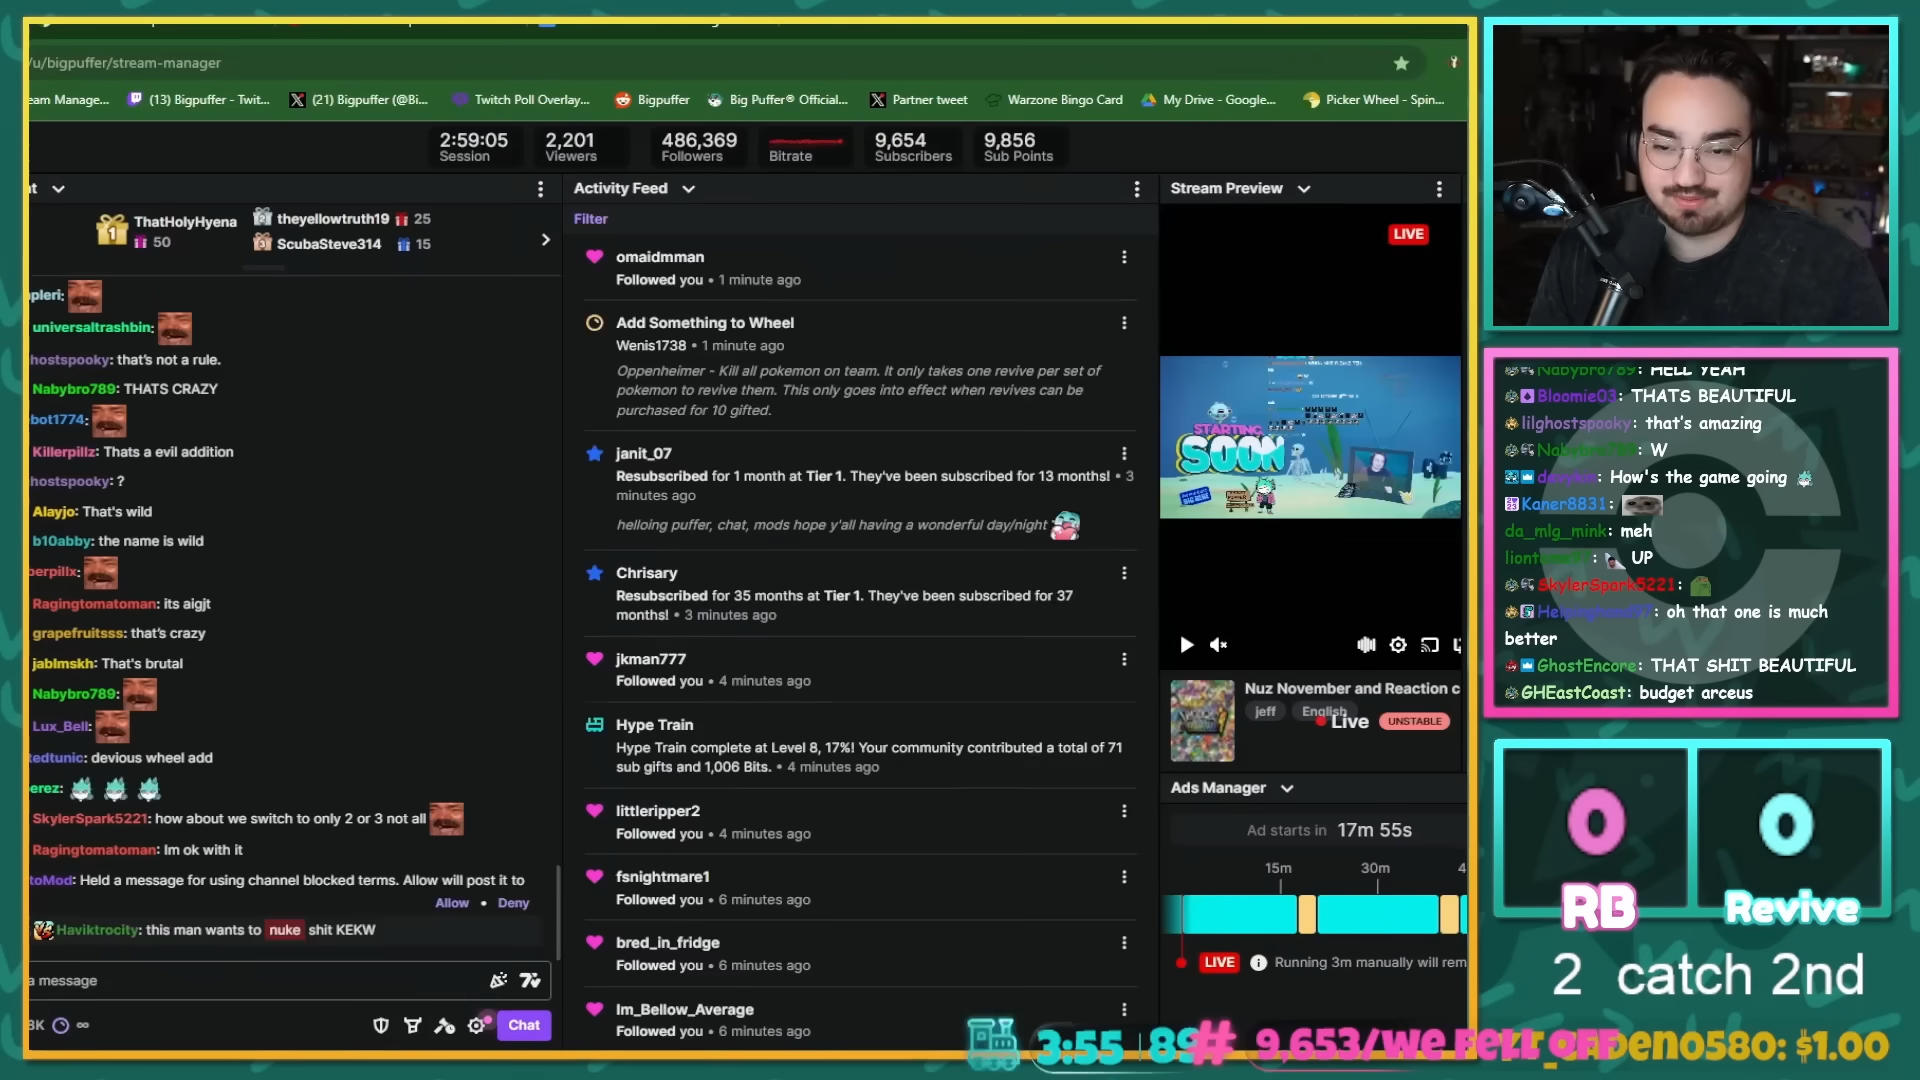 /u/bigpuffer/stream-manager
eam Manage...
(13) Bigpuffer - Twit...
(21) Bigpuffer (@Bi...
Twitch Poll Overlay...
Bigpuffer
Big Puffer® Official...
Partner tweet
Warzone Bingo Card
My Drive - Google...
Picker Wheel - Spin...
2:59:05
Session
2,201
Viewers
486,369
Followers
Bitrate
9,654
Subscribers
9,856
Sub Points
1
ThatHolyHyena
50
theyellowtruth19 25
ScubaSteve314 15
pleri:
universaltrashbin:
hostspooky: that's not a rule.
Nabybro789: THATS CRAZY
bot1774:
Killerpillz: Thats a evil addition
hostspooky: ?
Alayjo: That's wild
b10abby: the name is wild
perpillx:
Ragingtomatoman: its aigjt
grapefruitsss: that's crazy
jablmskh: That's brutal
Nabybro789:
Lux_Bell:
tedtunic: devious wheel add
erez:
SkylerSpark5221: how about we switch to only 2 or 3 not all
Ragingtomatoman: Im ok with it
toMod: Held a message for using channel blocked terms. Allow will post it to
Allow • Deny
Haviktrocity: this man wants to nuke shit KEKW
a message
8K ∞
Chat
Activity Feed
Filter
omaidmman
Followed you • 1 minute ago
Add Something to Wheel
Wenis1738 • 1 minute ago
Oppenheimer - Kill all pokemon on team. It only takes one revive per set of
pokemon to revive them. This only goes into effect when revives can be
purchased for 10 gifted.
janit_07
Resubscribed for 1 month at Tier 1. They've been subscribed for 13 months! • 3
minutes ago
helloing puffer, chat, mods hope y'all having a wonderful day/night
Chrisary
Resubscribed for 35 months at Tier 1. They've been subscribed for 37
months! • 3 minutes ago
jkman777
Followed you • 4 minutes ago
Hype Train
Hype Train complete at Level 8, 17%! Your community contributed a total of 71
sub gifts and 1,006 Bits. • 4 minutes ago
littleripper2
Followed you • 4 minutes ago
fsnightmare1
Followed you • 6 minutes ago
bred_in_fridge
Followed you • 6 minutes ago
Im_Bellow_Average
Followed you • 6 minutes ago
Stream Preview
LIVE
STARTING
SOON
Nuz November and Reaction c
jeff
English
Live
UNSTABLE
Ads Manager
Ad starts in 17m 55s
15m
30m
LIVE
Running 3m manually will rem
Nabybro789: HELL YEAH
Bloomie03: THATS BEAUTIFUL
lilghostspooky: that's amazing
Nabybro789: W
How's the game going
Kaner8831:
da_mlg_mink: meh
UP
SkylerSpark5221:
oh that one is much
better
GhostEncore: THAT SHIT BEAUTIFUL
GHEastCoast: budget arceus
0
RB
0
Revive
2 catch 2nd
3:55
89
# 9,653/we fell off
den0580: $1.00